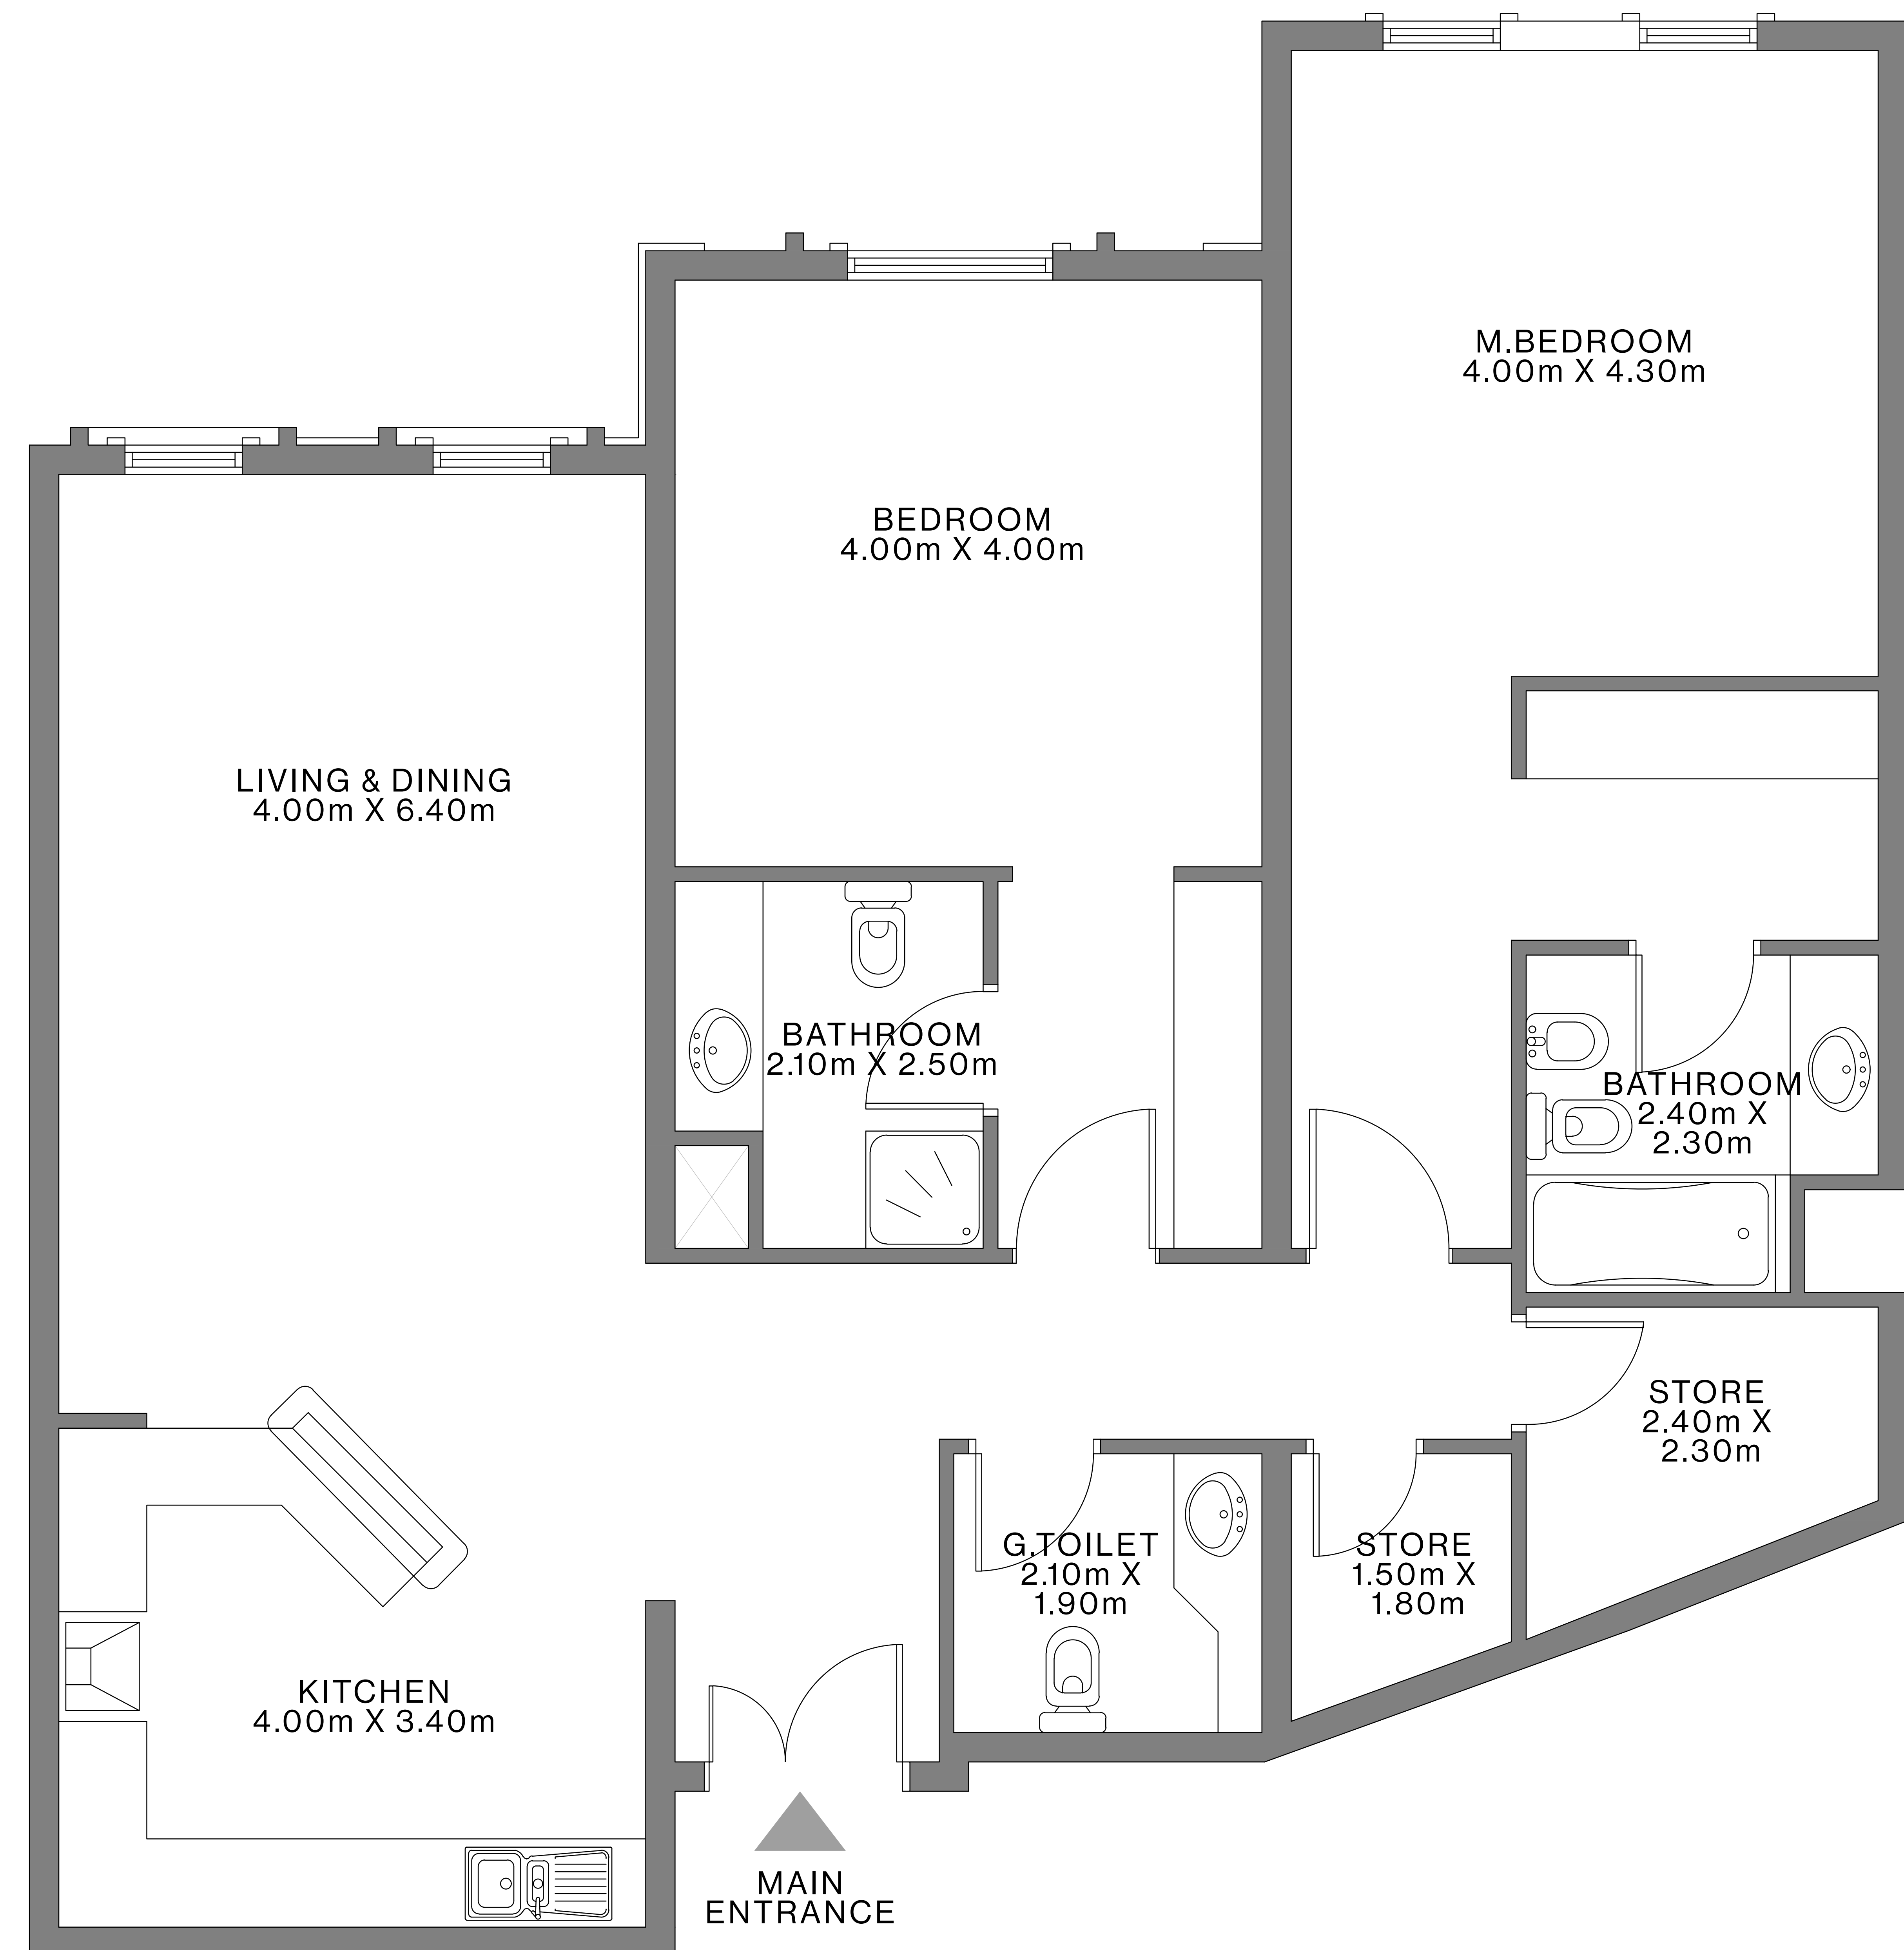 M.BEDROOM
4.00m X 4.30m
BEDROOM
4.00m X 4.00m
LIVING & DINING
4.00m X 6.40m
BATHROOM
2.10m X 2.50m
BATHROOM
2.40m X
2.30m
STORE
2.40m X
2.30m
G.TOILET
2.10m X
1.90m
STORE
1.50m X
1.80m
KITCHEN
4.00m X 3.40m
MAIN
ENTRANCE